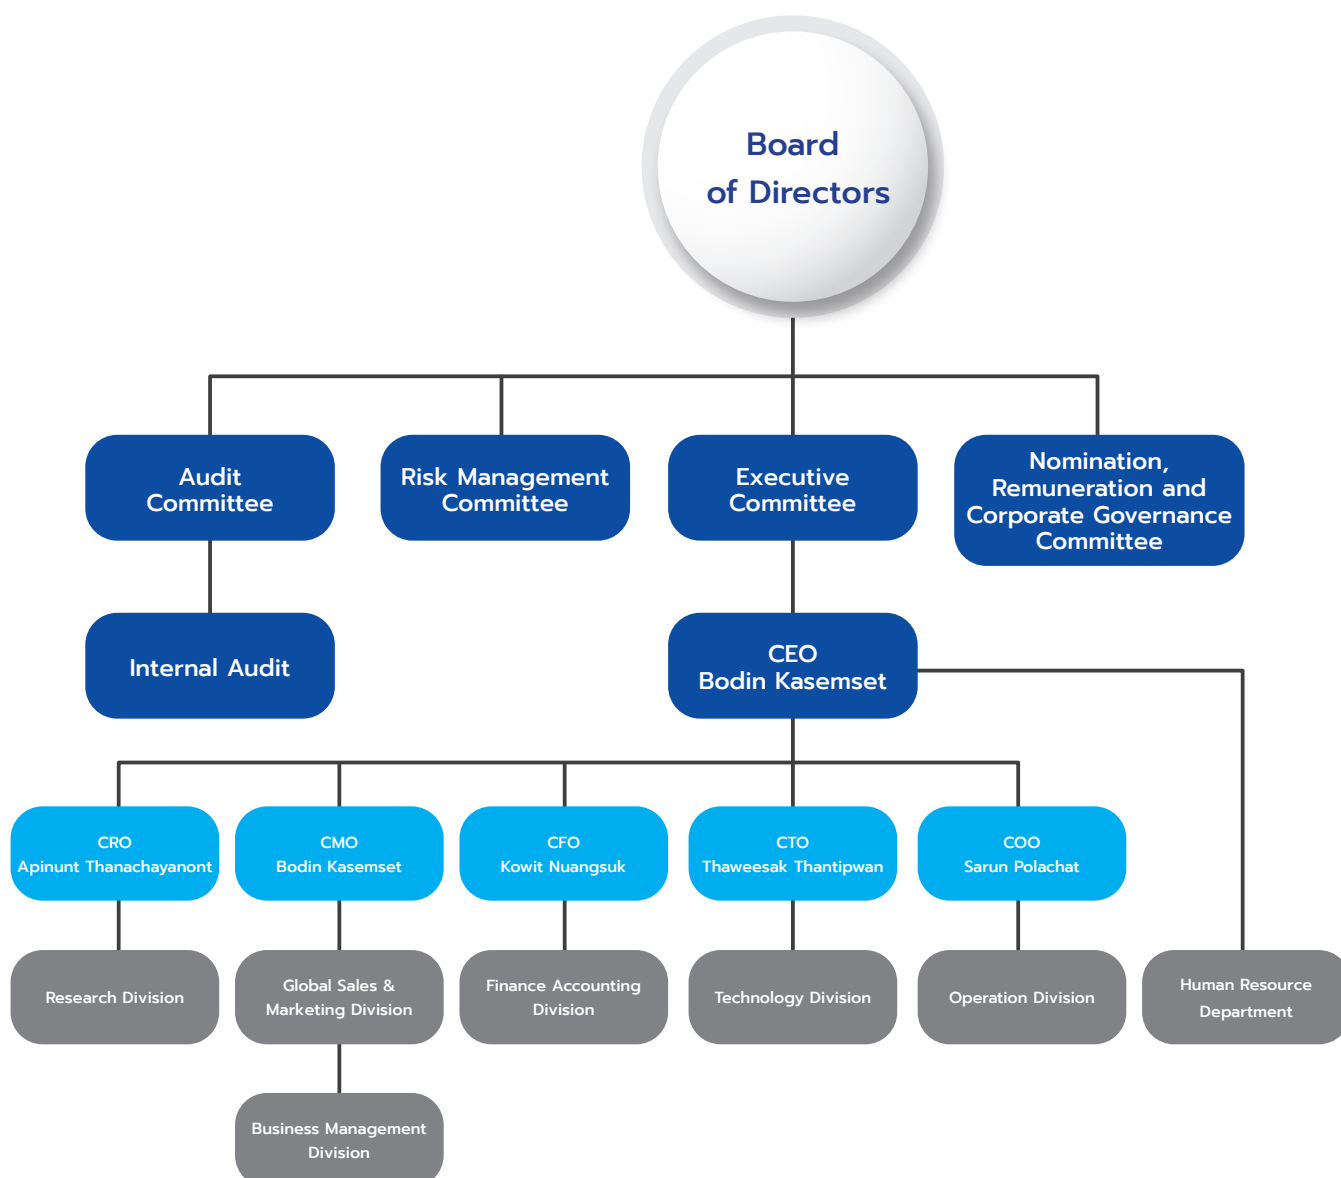 Board
of Directors
Audit
Committee
Risk Management
Committee
Executive
Committee
Nomination,
Remuneration and
Corporate Governance
Committee
Internal Audit
CEO
Bodin Kasemset
CRO
Apinunt Thanachayanont
CMO
Bodin Kasemset
CFO
Kowit Nuangsuk
CTO
Thaweesak Thantipwan
COO
Sarun Polachat
Research Division
Global Sales &
Marketing Division
Finance Accounting
Division
Technology Division
Operation Division
Human Resource
Department
Business Management
Division